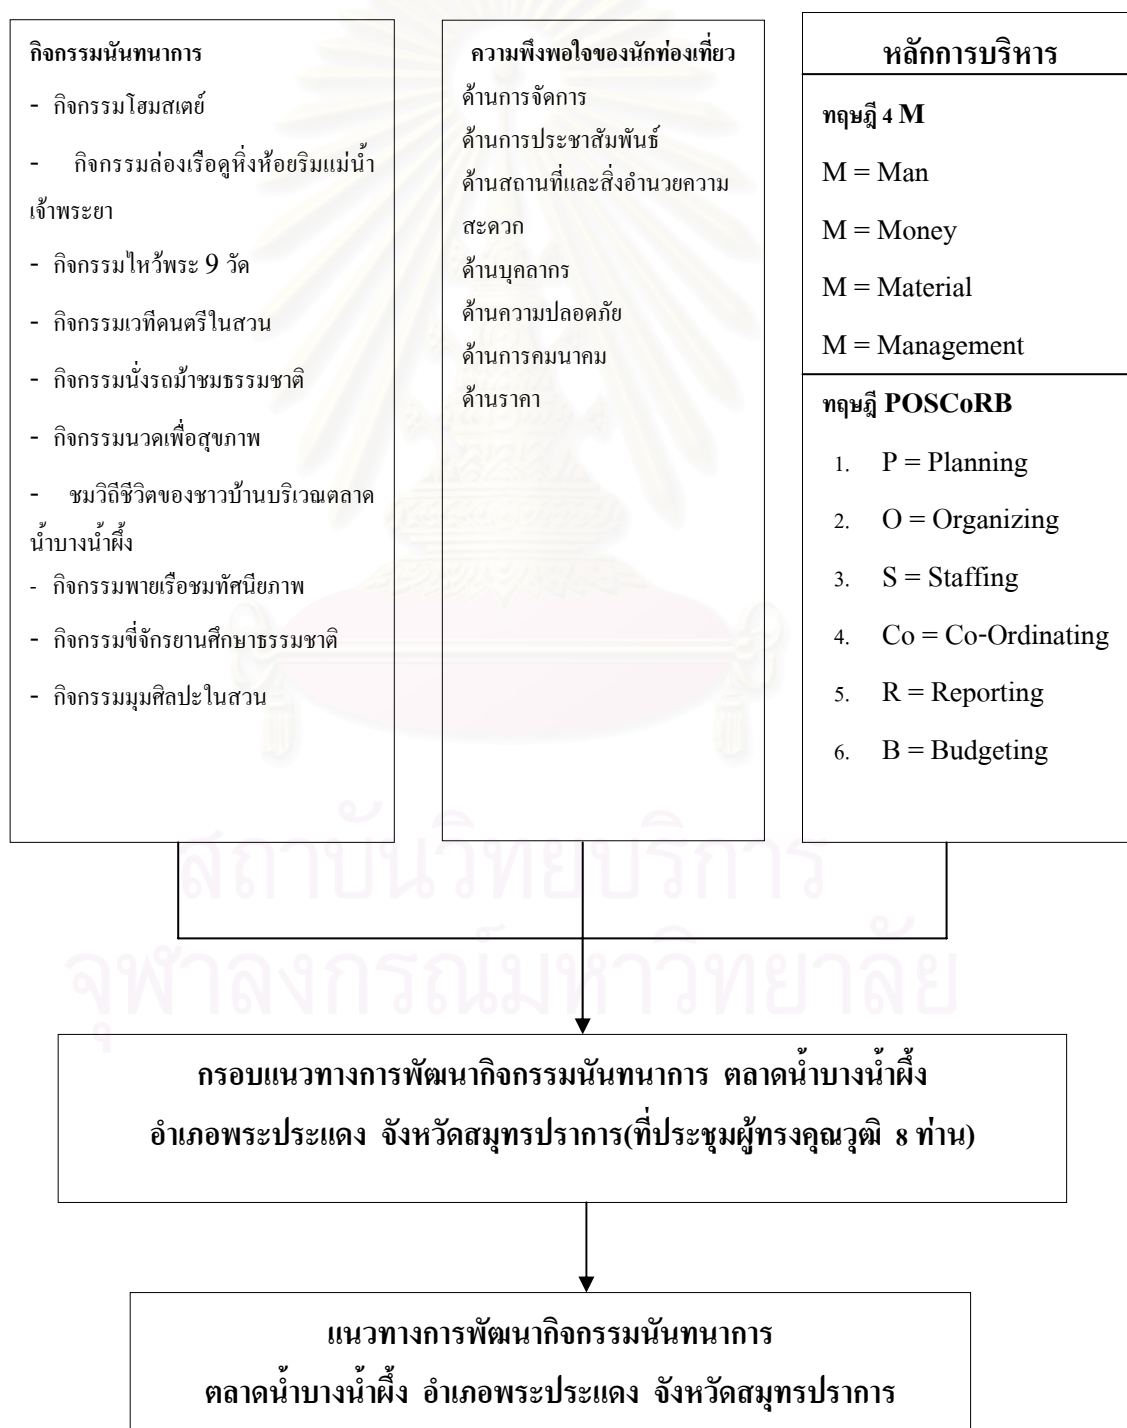 กิจกรรมนันทนาการ
- กิจกรรมโฮมสเตย์
- กิจกรรมล่องเรือดูหิ่งห้อยริมแม่น้ำ
เจ้าพระยา
- กิจกรรมไหว้พระ 9 วัด
- กิจกรรมเวทีดนตรีในสวน
- กิจกรรมนั่งรถม้าชมธรรมชาติ
- กิจกรรมนวดเพื่อสุขภาพ
- ชมวิถีชีวิตของชาวบ้านบริเวณตลาด
น้ำบางน้ำผึ้ง
- กิจกรรมพายเรือชมทัศนียภาพ
- กิจกรรมขี่จักรยานศึกษาธรรมชาติ
- กิจกรรมมุมศิลปะในสวน
ความพึงพอใจของนักท่องเที่ยว
ด้านการจัดการ
ด้านการประชาสัมพันธ์
ด้านสถานที่และสิ่งอำนวยความ
สะดวก
ด้านบุคลากร
ด้านความปลอดภัย
ด้านการคมนาคม
ด้านราคา
หลักการบริหาร
ทฤษฎี 4 M
M = Man
M = Money
M = Material
M = Management
ทฤษฎี POSCoRB
1. P = Planning
2. O = Organizing
3. S = Staffing
4. Co = Co-Ordinating
5. R = Reporting
6. B = Budgeting
สถาบันวิทยบริการ
จุฬาลงกรณ์มหาวิทยาลัย
กรอบแนวทางการพัฒนากิจกรรมนันทนาการ ตลาดน้ำบางน้ำผึ้ง
อำเภอพระประแดง จังหวัดสมุทรปราการ(ที่ประชุมผู้ทรงคุณวุฒิ 8 ท่าน)
แนวทางการพัฒนากิจกรรมนันทนาการ
ตลาดน้ำบางน้ำผึ้ง อำเภอพระประแดง จังหวัดสมุทรปราการ